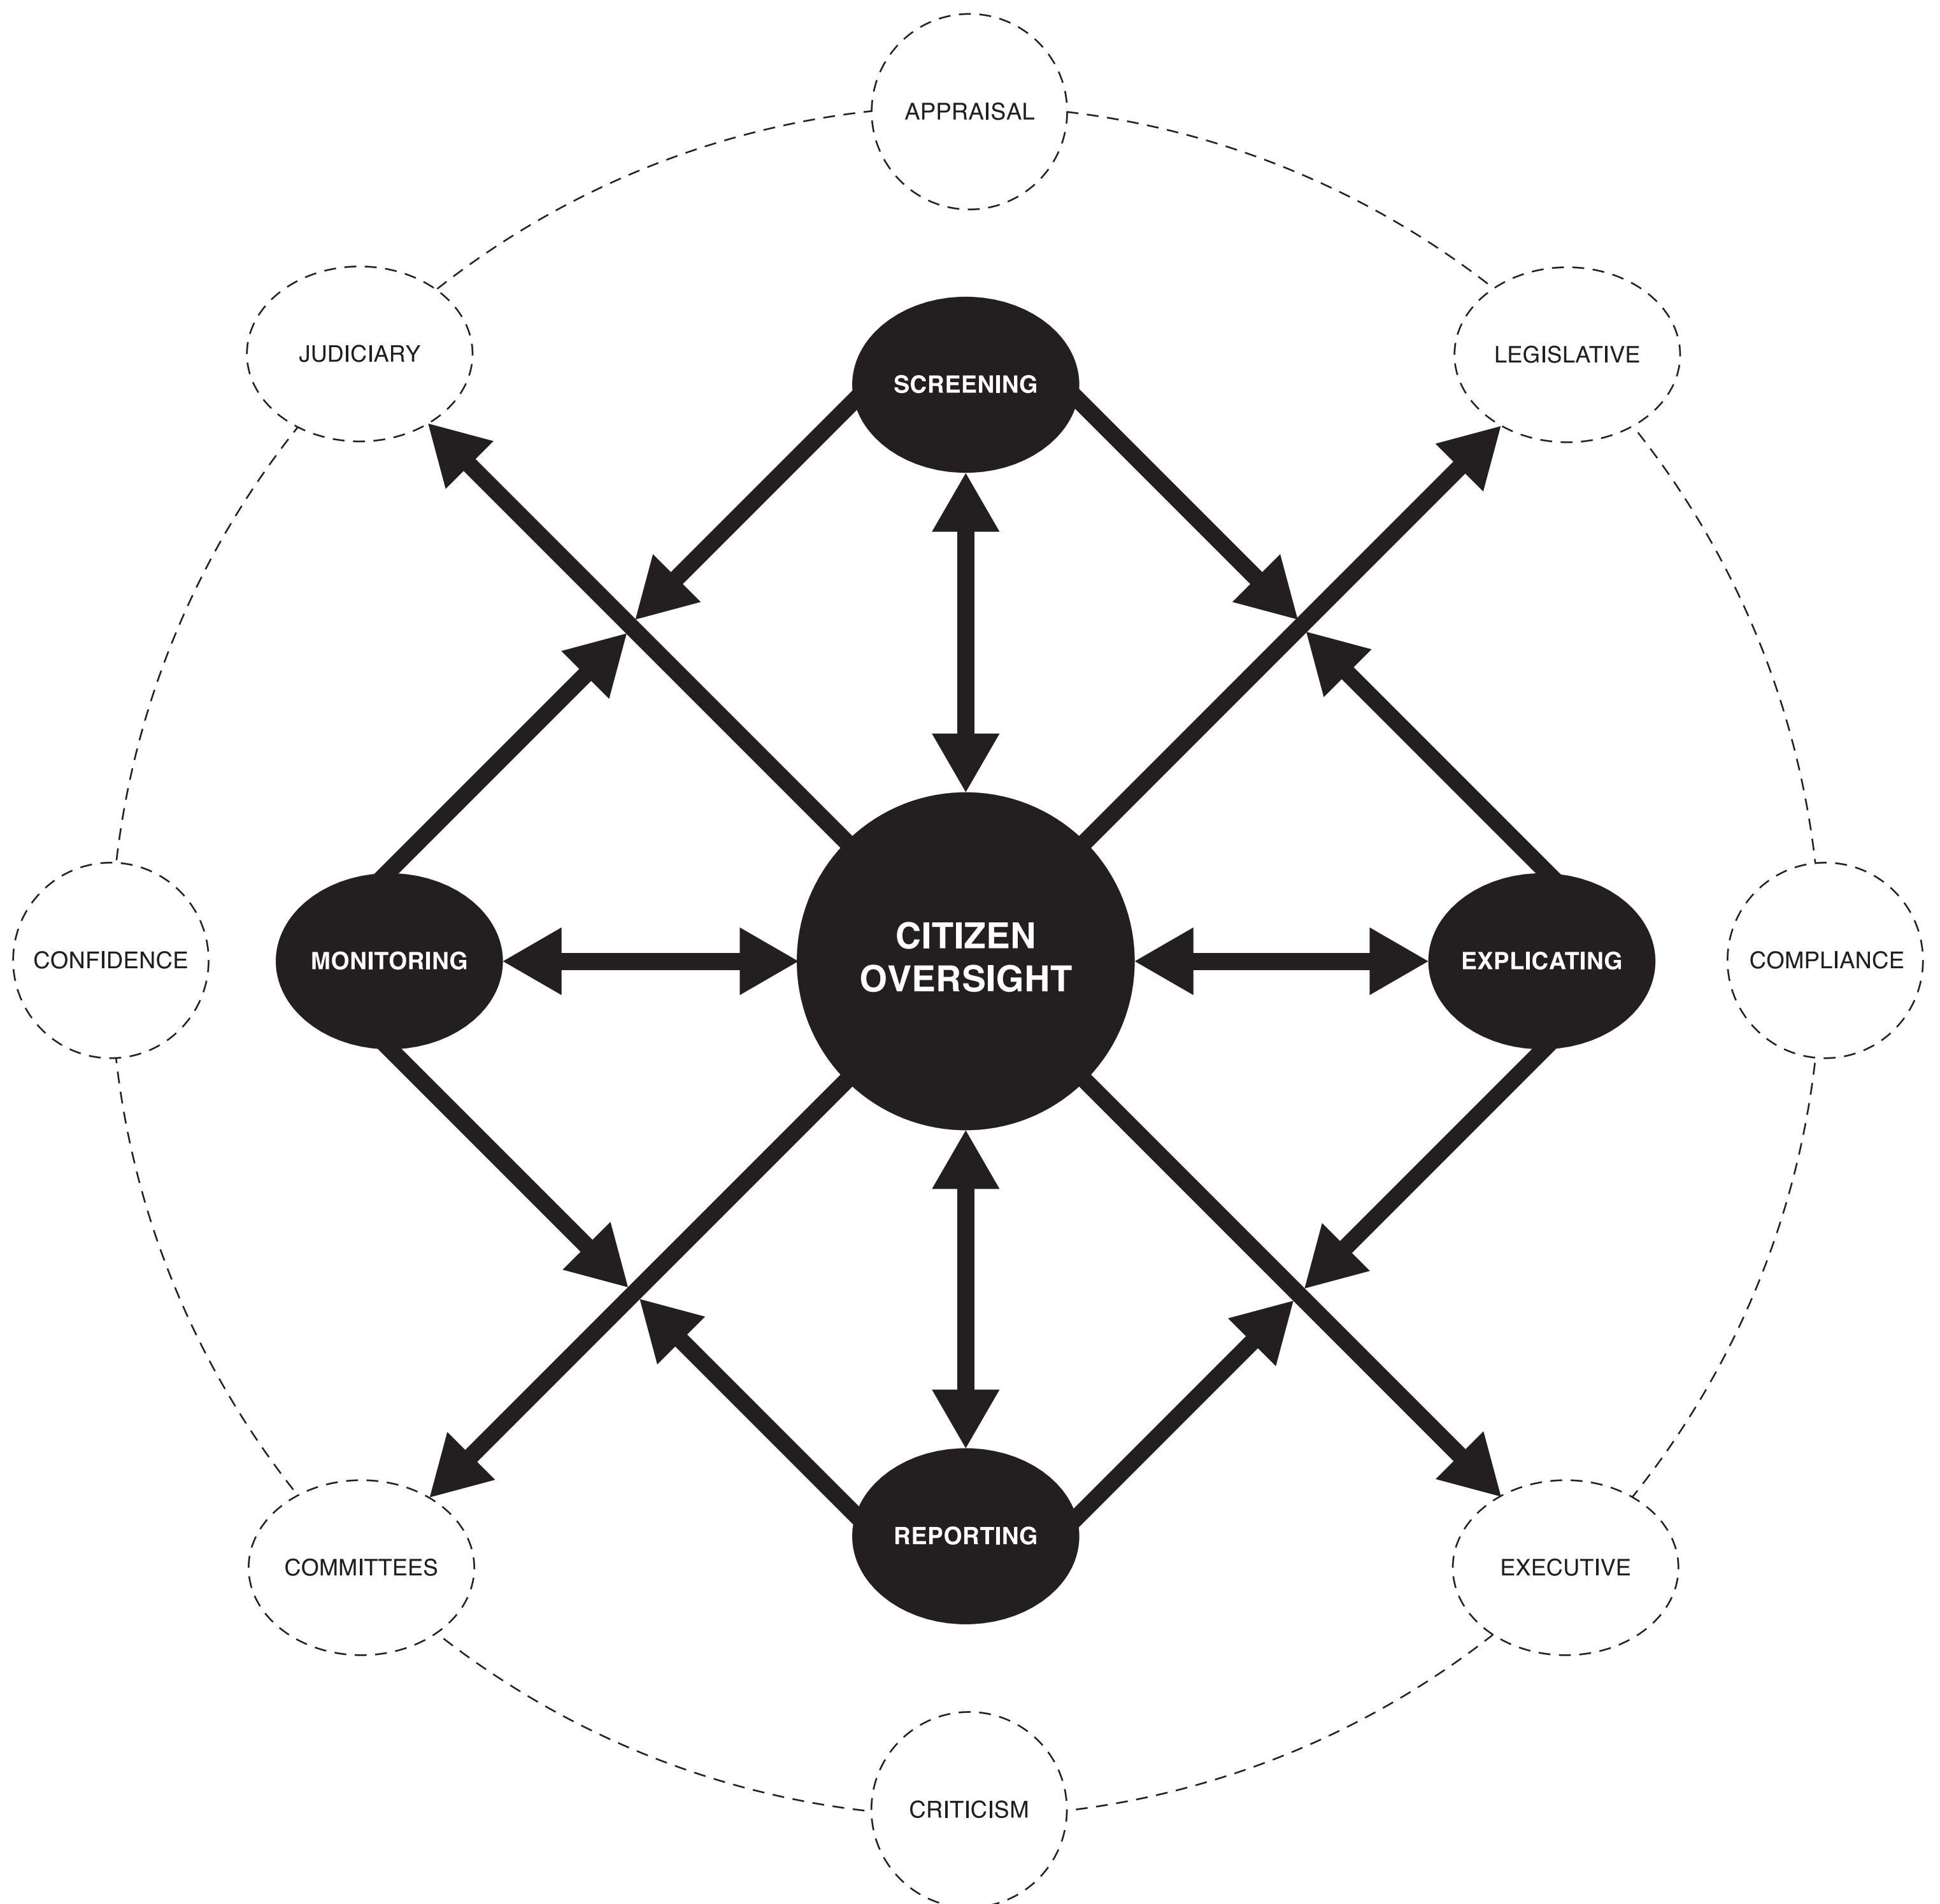 APPRAISAL
JUDICIARY
LEGISLATIVE
SCREENING
CONFIDENCE
MONITORING
CITIZEN
OVERSIGHT
EXPLICATING
COMPLIANCE
REPORTING
COMMITTEES
EXECUTIVE
CRITICISM